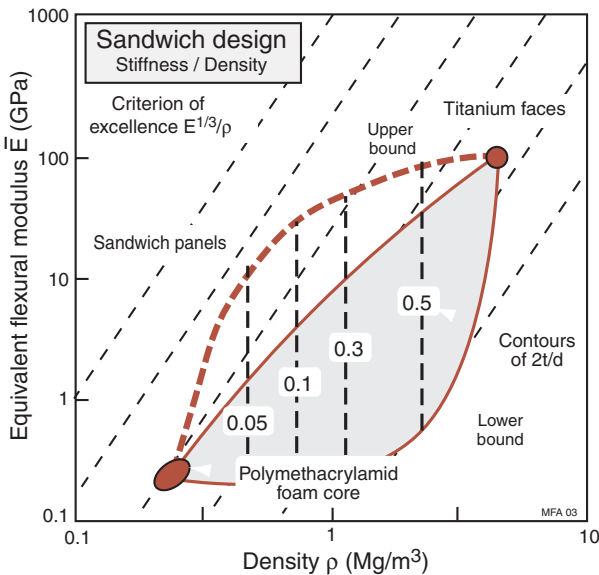 Sandwich design
Stiffness / Density
Criterion of
excellence E^1/3/ρ
Titanium faces
Upper
bound
Sandwich panels
0.5
0.3
0.1
0.05
Contours
of 2t/d
Lower
bound
Polymethacrylamid
foam core
MFA 03
Equivalent flexural modulus Ē (GPa)
1000
100
10
1
0.1
0.1
1
10
Density ρ (Mg/m³)